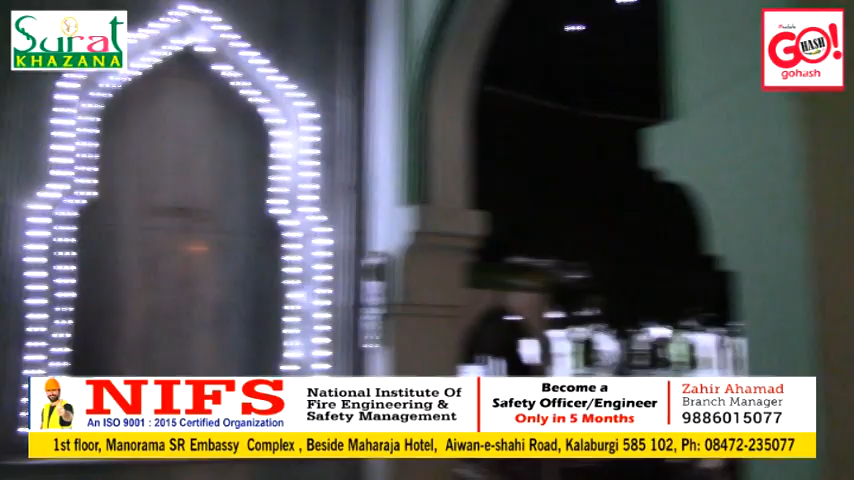 Surat
KHAZANA
GO!
HASH
gohash
NIFS
An ISO 9001 : 2015 Certified Organization
National Institute Of
Fire Engineering &
Safety Management
Become a
Safety Officer/Engineer
Only in 5 Months
Zahir Ahamad
Branch Manager
9886015077
1st floor, Manorama SR Embassy Complex , Beside Maharaja Hotel, Aiwan-e-shahi Road, Kalaburgi 585 102, Ph: 08472-235077